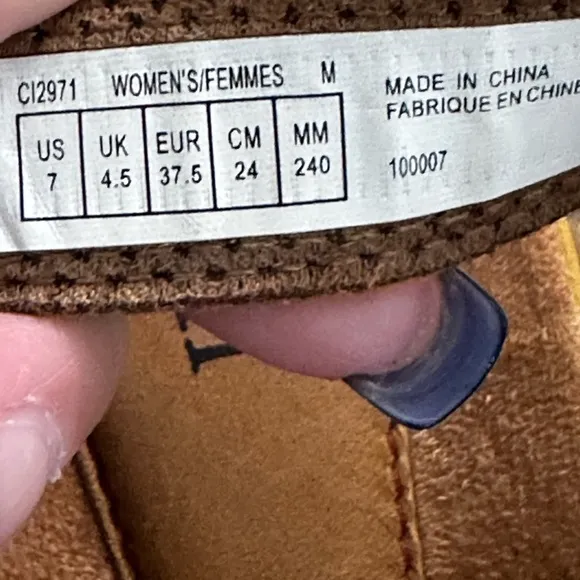 CI2971 WOMEN'S/FEMMES M
US UK EUR CM MM
7 4.5 37.5 24 240
MADE IN CHINA
FABRIQUE EN CHINE
100007